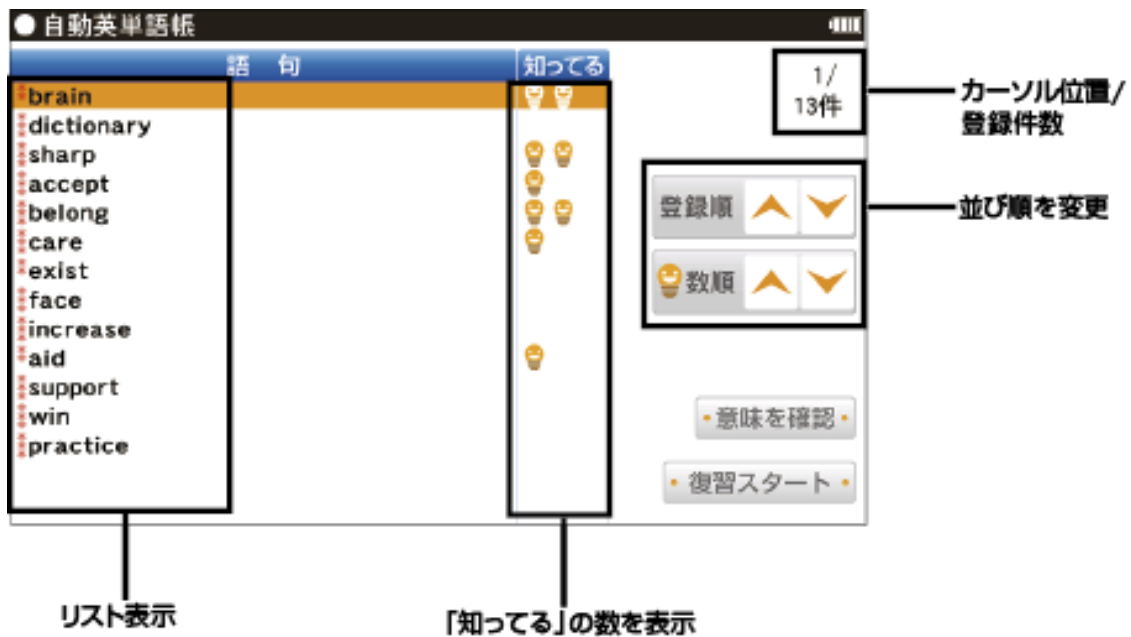 自動英単語帳
語 句 知ってる
brain
dictionary
sharp
accept
belong
care
exist
face
increase
aid
support
win
practice
1/
13件
登録順
数順
・意味を確認・
・復習スタート・
カーソル位置/
登録件数
並び順を変更
リスト表示
「知ってる」の数を表示